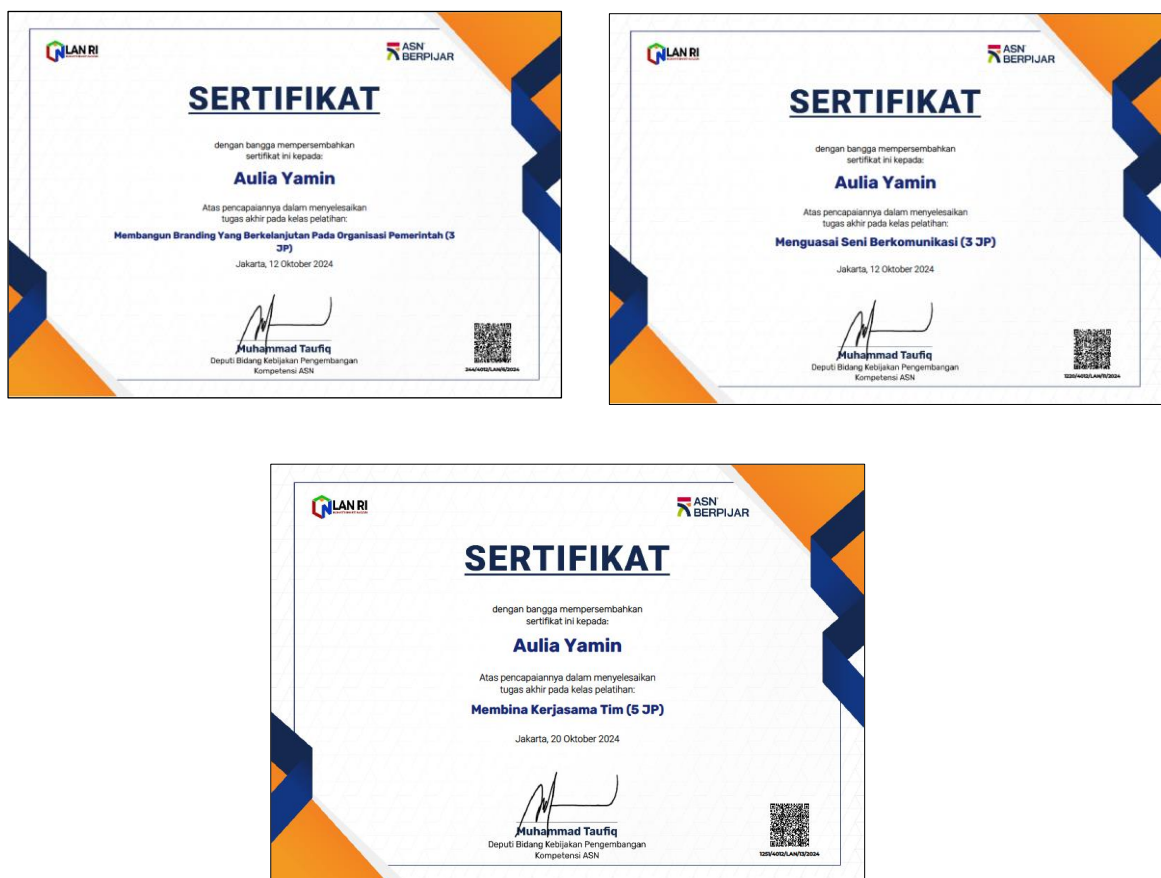 LAN RI
ASN
BERPIJAR
SERTIFIKAT
dengan bangga mempersembahkan
sertifikat ini kepada:
Aulia Yamin
Atas pencapaiannya dalam menyelesaikan
tugas akhir pada kelas pelatihan:
Membangun Branding Yang Berkelanjutan Pada Organisasi Pemerintah (3
JP)
Jakarta, 12 Oktober 2024
Muhammad Taufiq
Deputi Bidang Kebijakan Pengembangan
Kompetensi ASN
LAN RI
ASN
BERPIJAR
SERTIFIKAT
dengan bangga mempersembahkan
sertifikat ini kepada:
Aulia Yamin
Atas pencapaiannya dalam menyelesaikan
tugas akhir pada kelas pelatihan:
Menguasai Seni Berkomunikasi (3 JP)
Jakarta, 12 Oktober 2024
Muhammad Taufiq
Deputi Bidang Kebijakan Pengembangan
Kompetensi ASN
LAN RI
ASN
BERPIJAR
SERTIFIKAT
dengan bangga mempersembahkan
sertifikat ini kepada:
Aulia Yamin
Atas pencapaiannya dalam menyelesaikan
tugas akhir pada kelas pelatihan:
Membina Kerjasama Tim (5 JP)
Jakarta, 20 Oktober 2024
Muhammad Taufiq
Deputi Bidang Kebijakan Pengembangan
Kompetensi ASN
1251/4012/LAN/13/2024